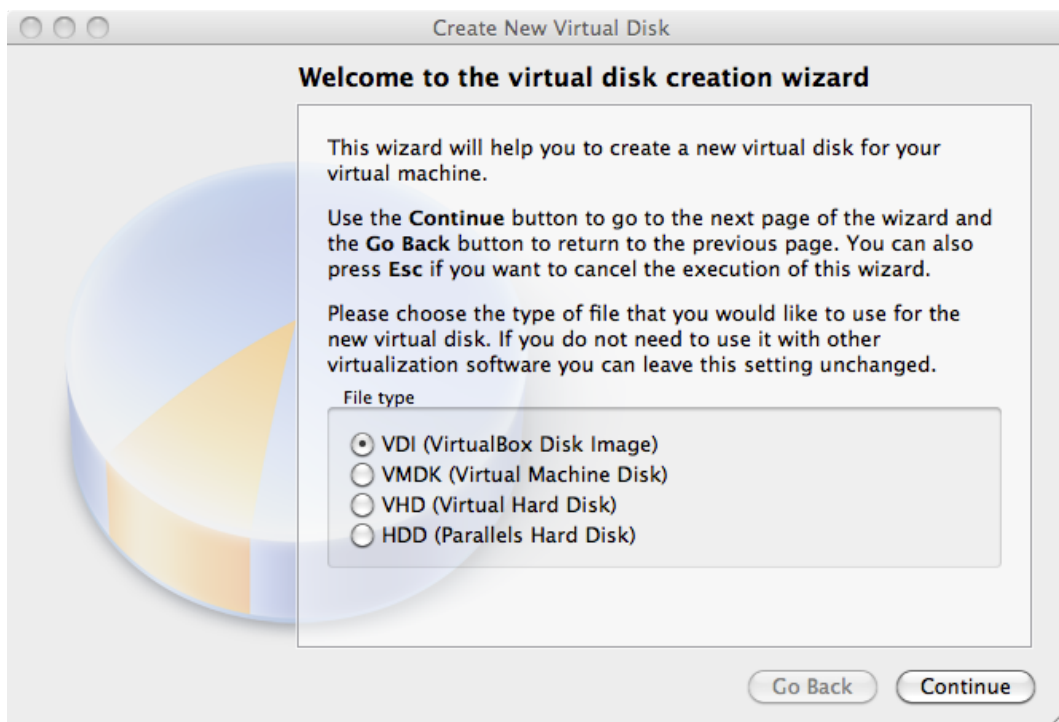 Create New Virtual Disk
Welcome to the virtual disk creation wizard
This wizard will help you to create a new virtual disk for your
virtual machine.
Use the Continue button to go to the next page of the wizard and
the Go Back button to return to the previous page. You can also
press Esc if you want to cancel the execution of this wizard.
Please choose the type of file that you would like to use for the
new virtual disk. If you do not need to use it with other
virtualization software you can leave this setting unchanged.
File type
VDI (VirtualBox Disk Image)
VMDK (Virtual Machine Disk)
VHD (Virtual Hard Disk)
HDD (Parallels Hard Disk)
Go Back Continue